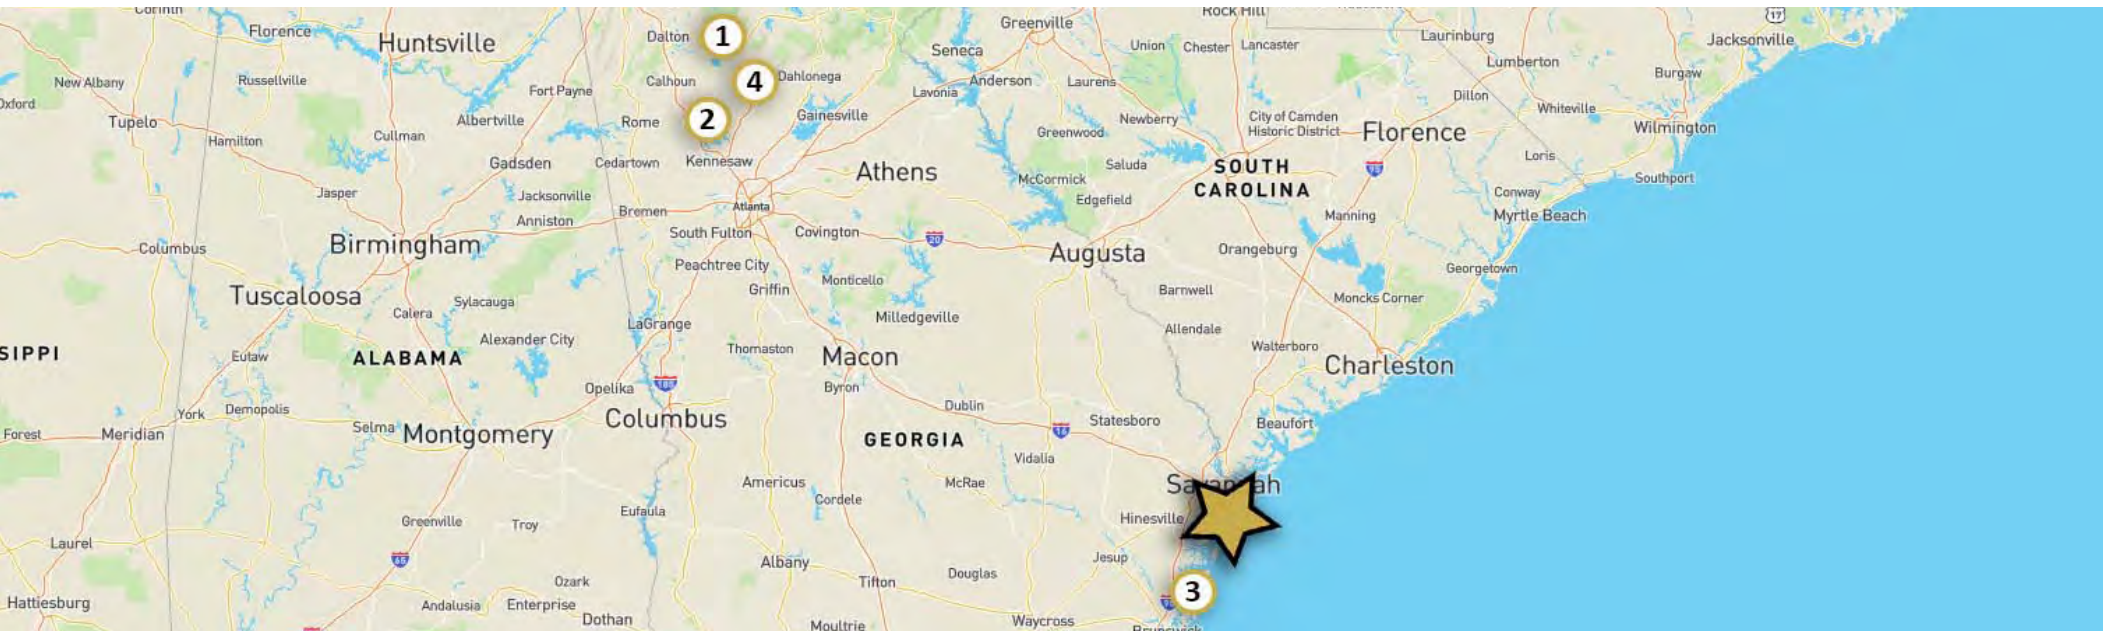 Corinth
Rock Hill
Florence
Huntsville
Dalton
1
Greenville
17
Laurinburg
Jacksonville
Seneca
Union
Chester
Lancaster
Lumberton
New Albany
Russellville
Fort Payne
Calhoun
4
Dahlonega
Lavonia
Anderson
Laurens
Dillon
Burgaw
Oxford
Tupelo
Hamilton
Cullman
Albertville
Rome
2
Gainesville
Greenwood
Newberry
City of Camden
Historic District
Florence
Whiteville
Wilmington
Gadsden
Cedartown
Kennesaw
Athens
McCormick
Saluda
SOUTH
CAROLINA
Loris
Southport
Jasper
Jacksonville
Anniston
Bremen
Atlanta
Edgefield
Manning
Conway
Myrtle Beach
Columbus
Birmingham
South Fulton
Covington
20
Augusta
Orangeburg
Georgetown
Peachtree City
Griffin
Monticello
Barnwell
Moncks Corner
Tuscaloosa
Calera
Sylacauga
LaGrange
Milledgeville
Allendale
SIPPI
Eutaw
ALABAMA
Alexander City
Thomaston
Macon
Walterboro
Charleston
Opelika
Byron
York
Demopolis
Selma
Montgomery
Columbus
Dublin
Statesboro
Beaufort
Forest
Meridian
GEORGIA
16
Vidalia
Americus
Cordele
McRae
Savannah
Greenville
Troy
Eufaula
Hinesville
Laurel
Albany
Tifton
Douglas
Jesup
Ozark
Hattiesburg
Andalusia
Enterprise
Dothan
Moultrie
Waycross
3
Brunswick